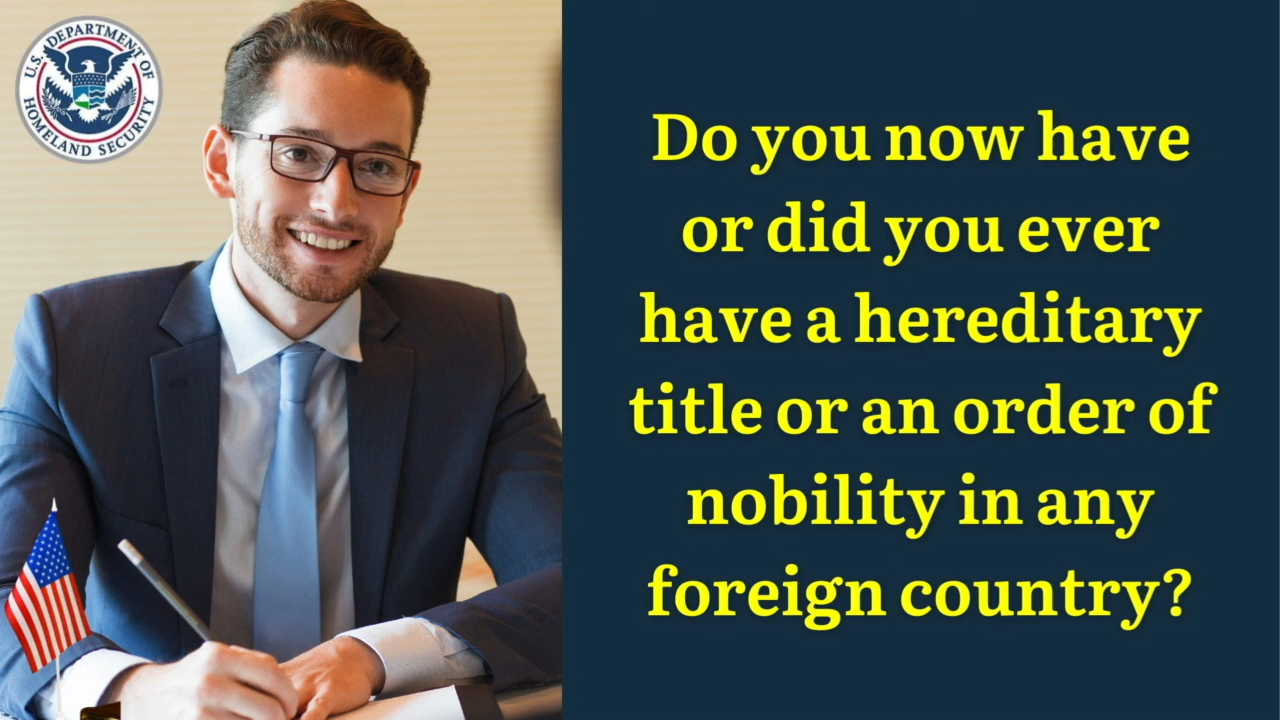 U.S. DEPARTMENT OF
HOMELAND SECURITY
Do you now have
or did you ever
have a hereditary
title or an order of
nobility in any
foreign country?